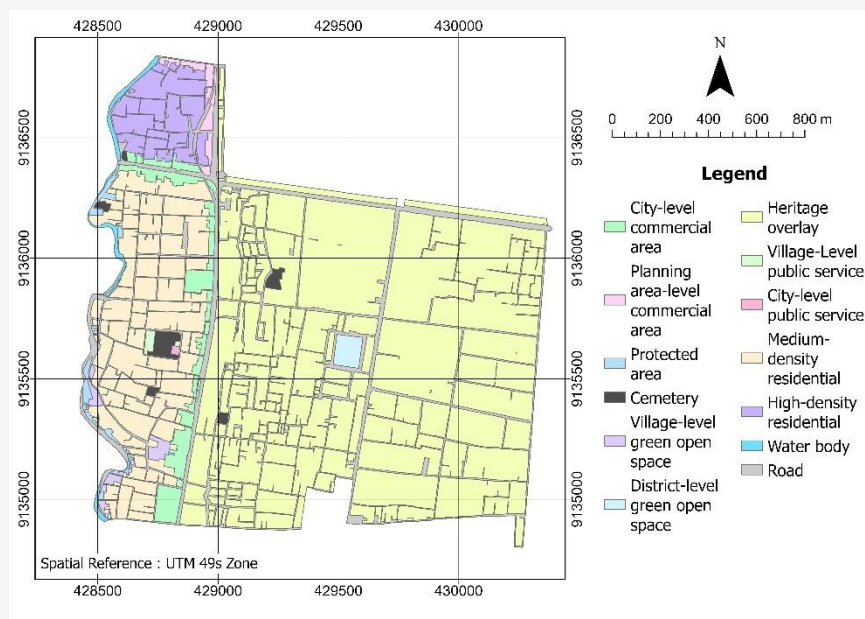 428500 429000 429500 430000
N
0 200 400 600 800 m
9136500 9136500
9136000 9136000
9135500 9135500
9135000 9135000
Spatial Reference : UTM 49s Zone
428500 429000 429500 430000
Legend
City-level
commercial
area
Planning
area-level
commercial
area
Protected
area
Cemetery
Village-level
green open
space
District-level
green open
space
Heritage
overlay
Village-Level
public service
City-level
public service
Medium-
density
residential
High-density
residential
Water body
Road